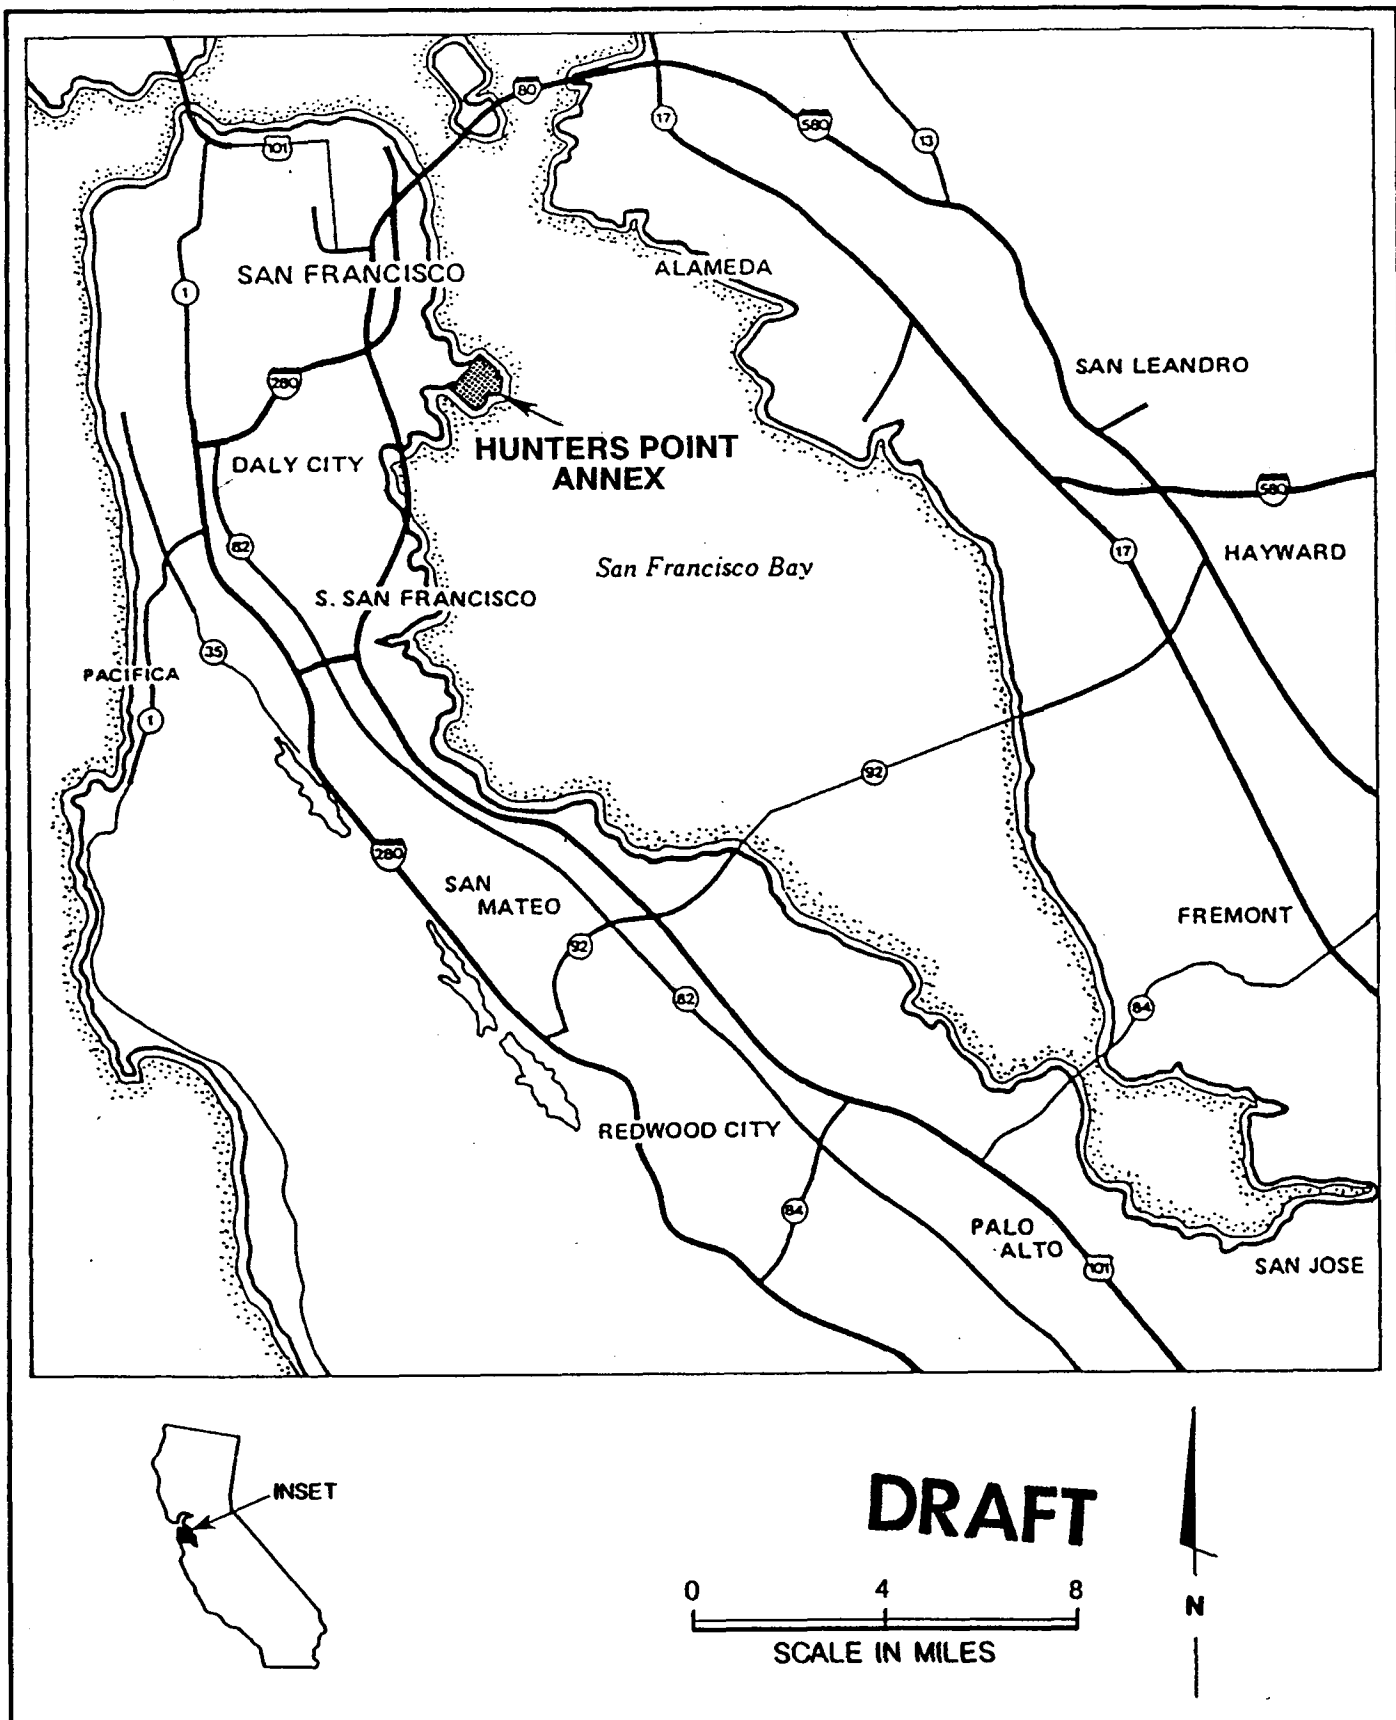 80
17
580
13
101
ALAMEDA
SAN FRANCISCO
1
SAN LEANDRO
280
HUNTERS POINT
ANNEX
DALY CITY
580
82
17
HAYWARD
San Francisco Bay
S. SAN FRANCISCO
35
PACIFICA
1
92
280
SAN
MATEO
FREMONT
92
82
84
REDWOOD CITY
84
PALO
ALTO
101
SAN JOSE
INSET
DRAFT
0 4 8
SCALE IN MILES
N